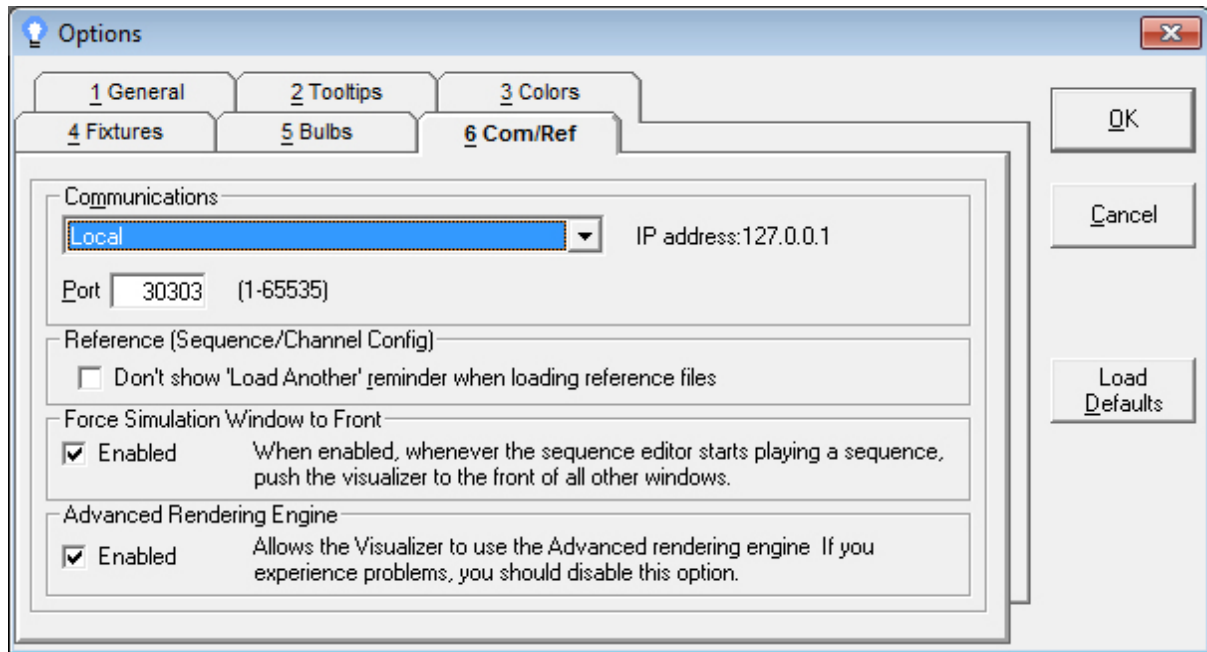 Options
1 General
2 Tooltips
3 Colors
4 Fixtures
5 Bulbs
6 Com/Ref
OK
Cancel
Load
Defaults
Communications
Local
IP address:127.0.0.1
Port 30303 (1-65535)
Reference (Sequence/Channel Config)
Don't show 'Load Another' reminder when loading reference files
Force Simulation Window to Front
Enabled
When enabled, whenever the sequence editor starts playing a sequence,
push the visualizer to the front of all other windows.
Advanced Rendering Engine
Enabled
Allows the Visualizer to use the Advanced rendering engine  If you
experience problems, you should disable this option.